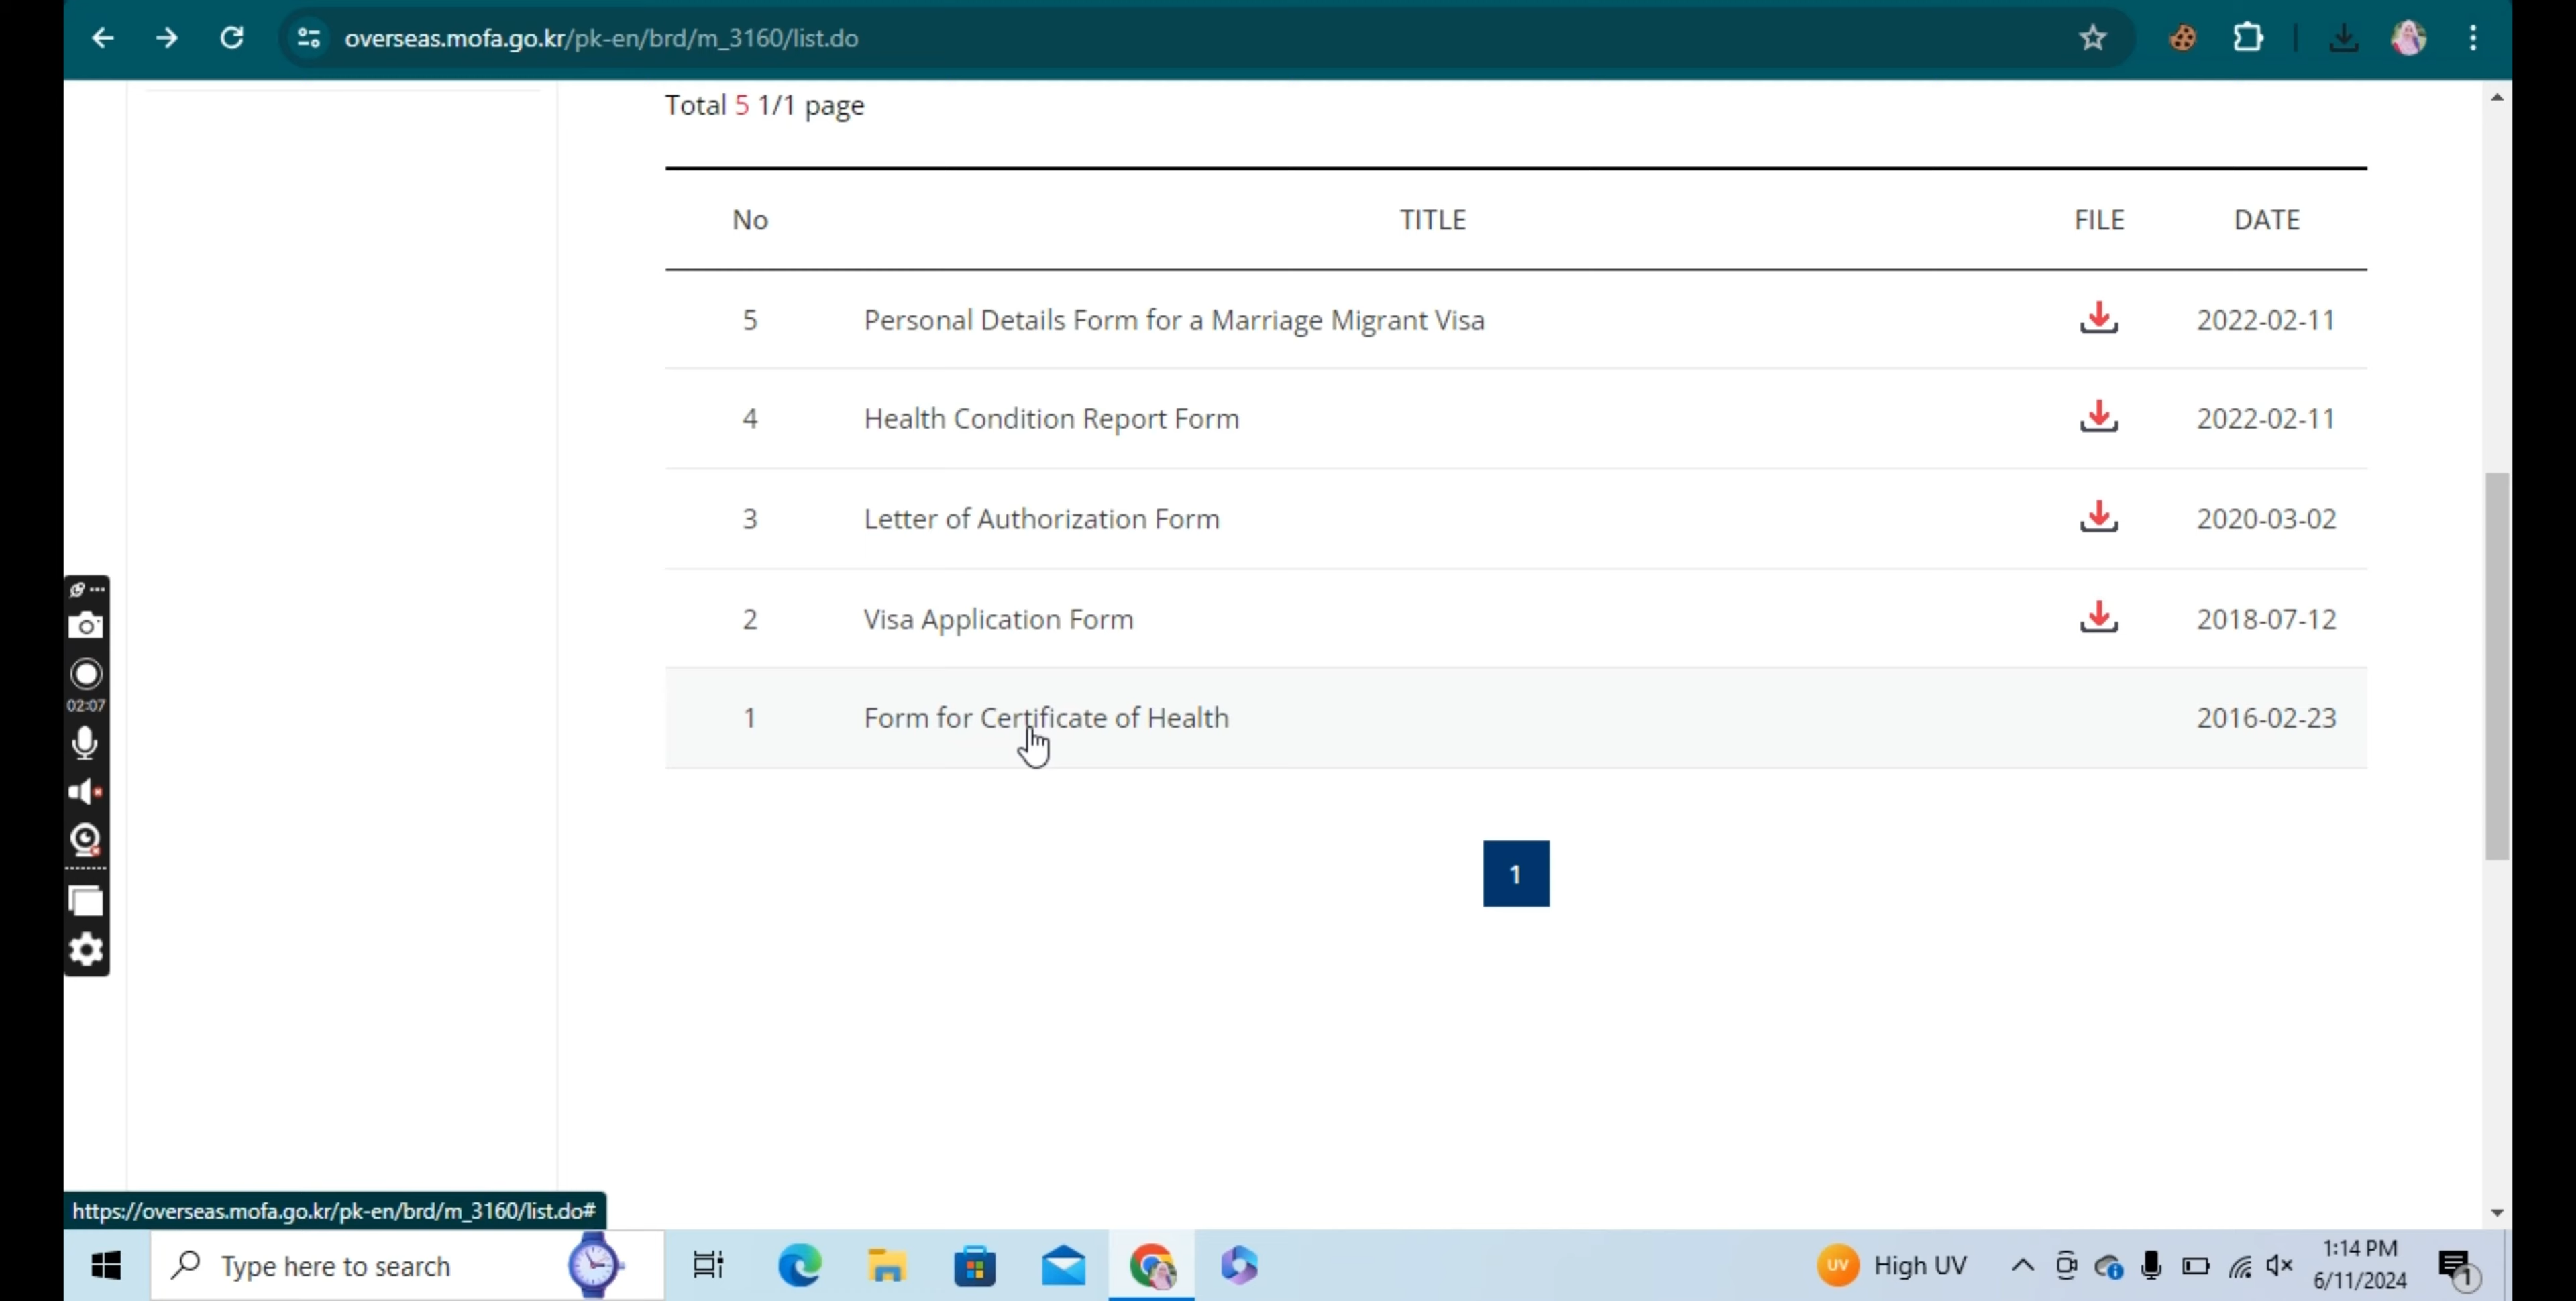 overseas.mofa.go.kr/pk-en/brd/m_3160/list.do
Total 5 1/1 page
No TITLE FILE DATE
5 Personal Details Form for a Marriage Migrant Visa 2022-02-11
4 Health Condition Report Form 2022-02-11
3 Letter of Authorization Form 2020-03-02
2 Visa Application Form 2018-07-12
1 Form for Certificate of Health 2016-02-23
02:07
1
https://overseas.mofa.go.kr/pk-en/brd/m_3160/list.do#
Type here to search
UV High UV
1:14 PM
6/11/2024
1